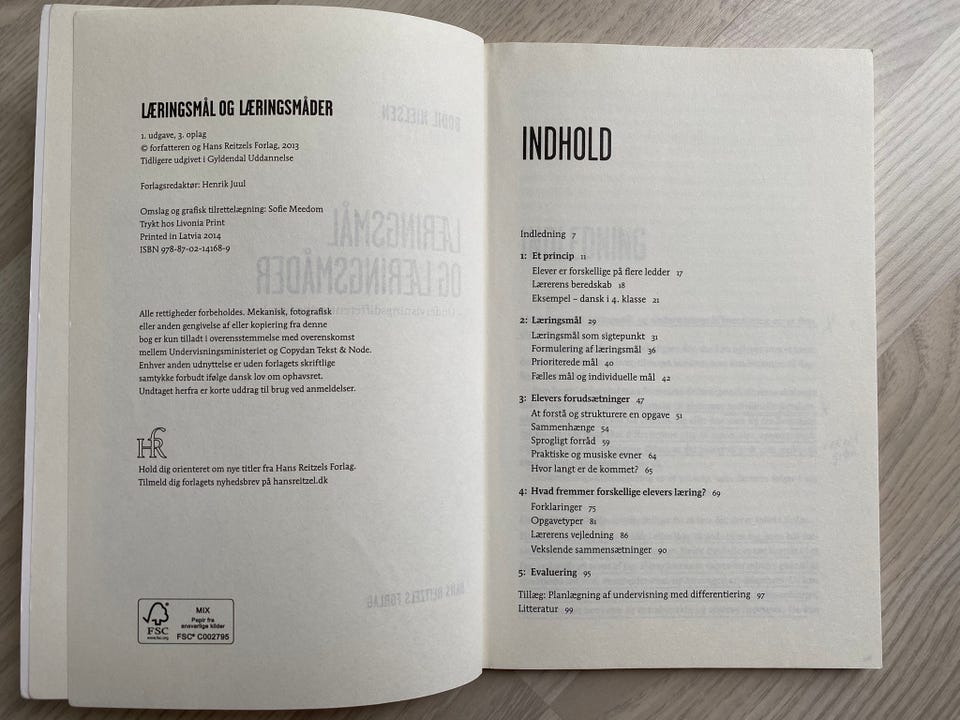 LÆRINGSMÅL OG LÆRINGSMÅDER
1. udgave, 3. oplag
© forfatteren og Hans Reitzels Forlag, 2013
Tidligere udgivet i Gyldendal Uddannelse
Forlagsredaktør: Henrik Juul
Omslag og grafisk tilrettelægning: Sofie Meedom
Trykt hos Livonia Print
Printed in Latvia 2014
ISBN 978-87-02-14168-9
Alle rettigheder forbeholdes. Mekanisk, fotografisk
eller anden gengivelse af eller kopiering fra denne
bog er kun tilladt i overensstemmelse med overenskomst
mellem Undervisningsministeriet og Copydan Tekst & Node.
Enhver anden udnyttelse er uden forlagets skriftlige
samtykke forbudt ifølge dansk lov om ophavsret.
Undtaget herfra er korte uddrag til brug ved anmeldelser.
HR
Hold dig orienteret om nye titler fra Hans Reitzels Forlag.
Tilmeld dig forlagets nyhedsbrev på hansreitzel.dk
FSC
www.fsc.org
MIX
Papir fra
ansvarlige kilder
FSC® C002795
INDHOLD
Indledning 7
1: Et princip 11
Elever er forskellige på flere ledder 17
Lærerens beredskab 18
Eksempel – dansk i 4. klasse 21
2: Læringsmål 29
Læringsmål som sigtepunkt 31
Formulering af læringsmål 36
Prioriterede mål 40
Fælles mål og individuelle mål 42
3: Elevers forudsætninger 47
At forstå og strukturere en opgave 51
Sammenhænge 54
Sprogligt forråd 59
Praktiske og musiske evner 64
Hvor langt er de kommet? 65
4: Hvad fremmer forskellige elevers læring? 69
Forklaringer 75
Opgavetyper 81
Lærerens vejledning 86
Vekslende sammensætninger 90
5: Evaluering 95
Tillæg: Planlægning af undervisning med differentiering 97
Litteratur 99